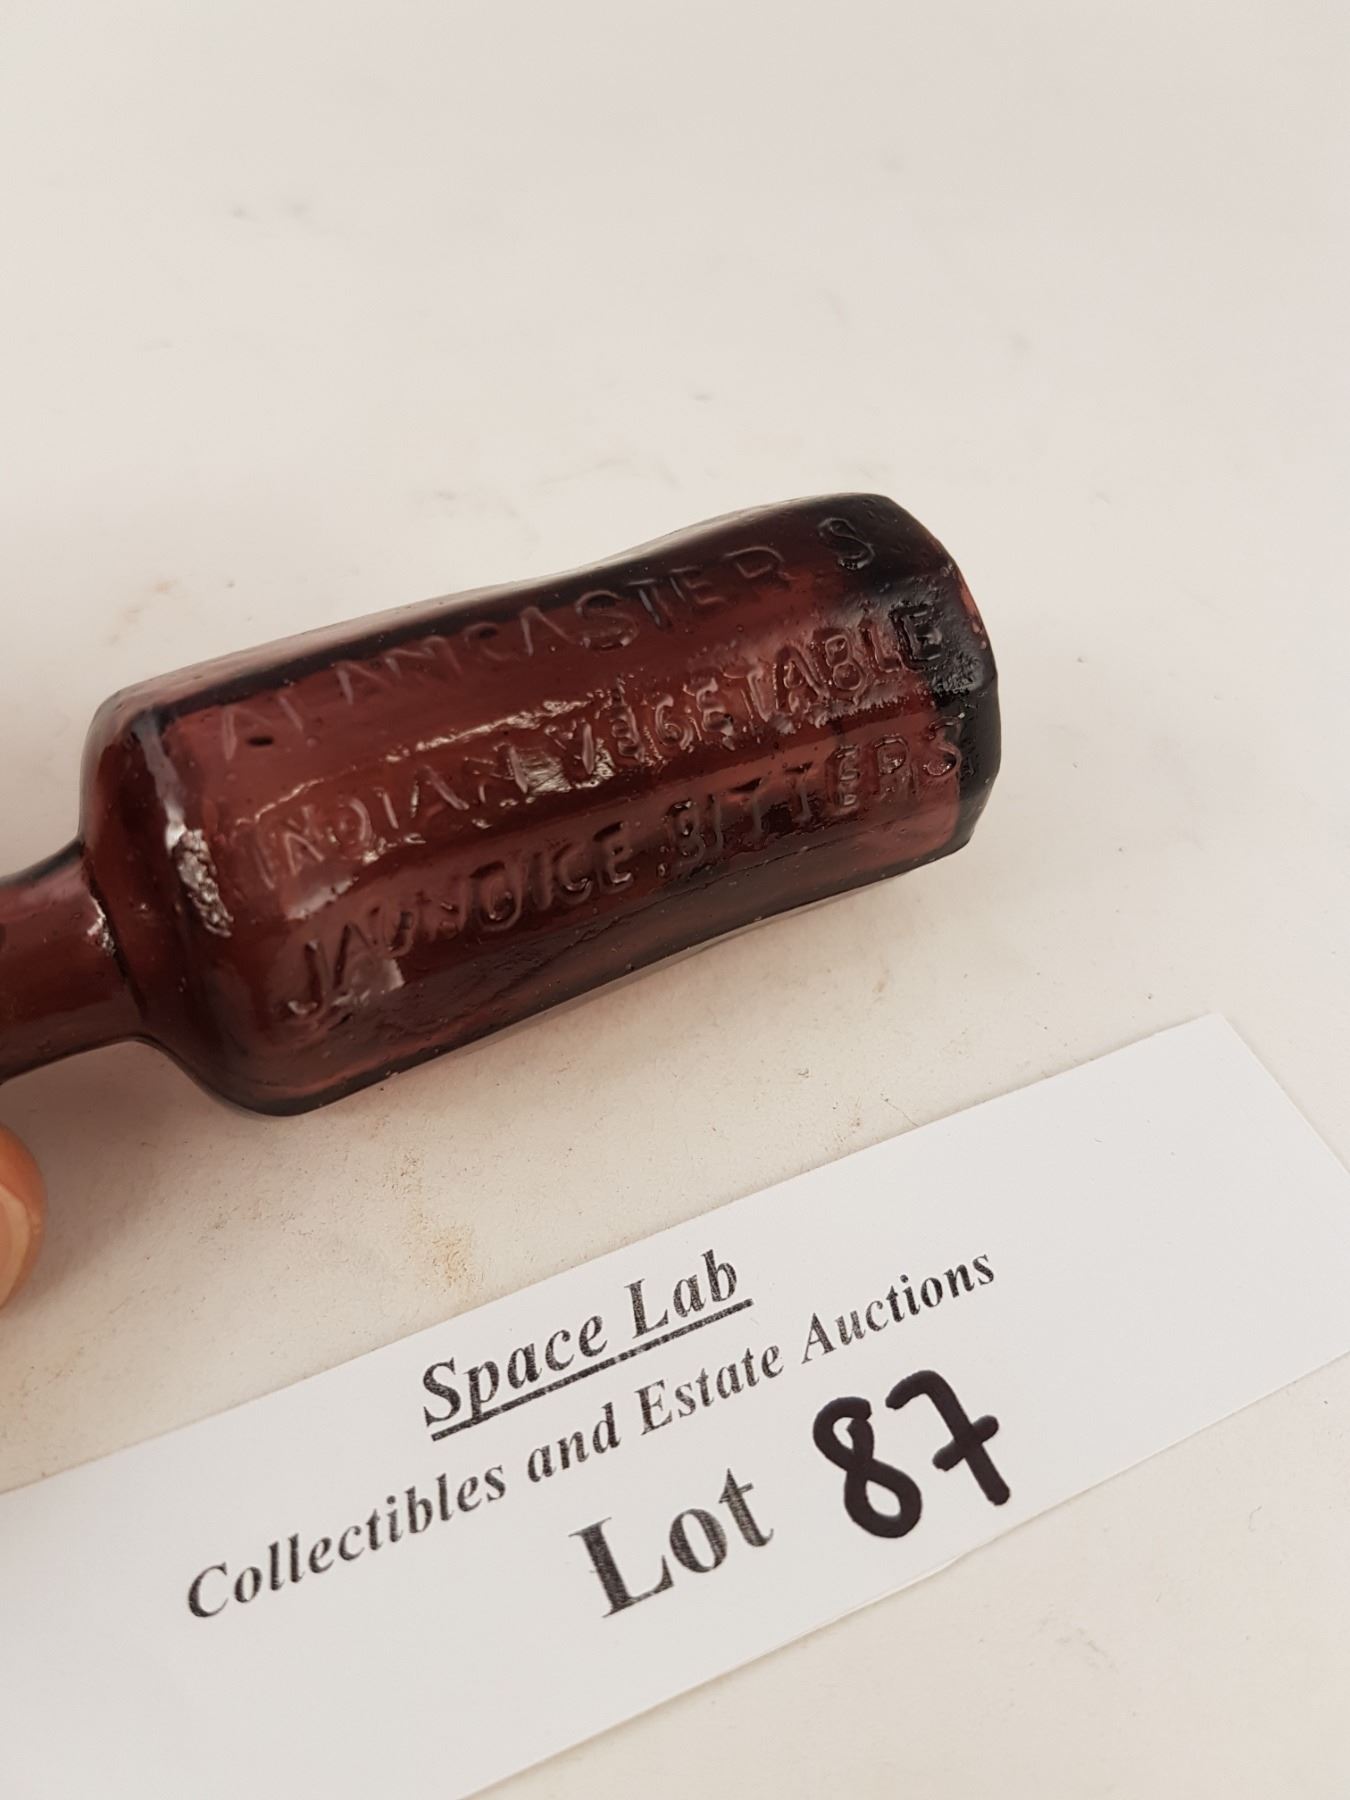 A LANCASTER S
INDIAN VEGETABLE
JAUNDICE BITTERS
Space Lab
Collectibles and Estate Auctions
Lot 87